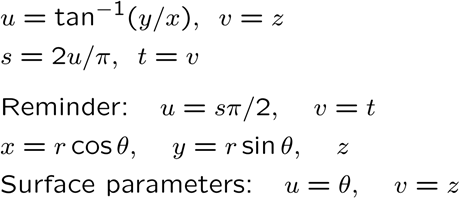 u = tan⁻¹(y/x),  v = z
s = 2u/π,  t = v
Reminder:  u = sπ/2,  v = t
x = r cos θ,  y = r sin θ,  z
Surface parameters:  u = θ,  v = z